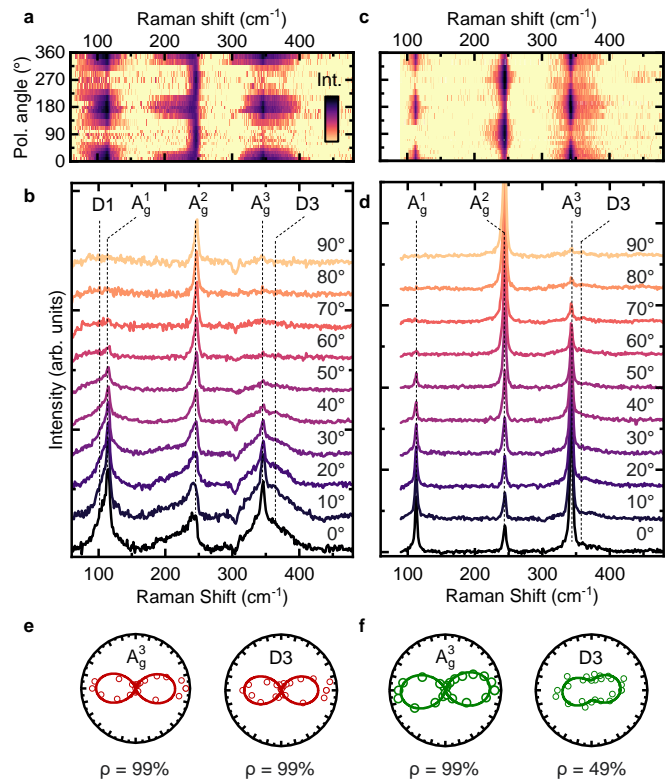 Raman shift (cm⁻¹)
Raman shift (cm⁻¹)
a
100 200 300 400
c
100 200 300 400
Pol. angle (°)
360
270
180
90
0
Int.
b
D1 A¹g A²g A³g D3
d
A¹g A²g A³g D3
Intensity (arb. units)
90°
80°
70°
60°
50°
40°
30°
20°
10°
0°
90°
80°
70°
60°
50°
40°
30°
20°
10°
0°
100 200 300 400
100 200 300 400
Raman Shift (cm⁻¹)
Raman Shift (cm⁻¹)
e
f
A³g
D3
A³g
D3
ρ = 99%
ρ = 99%
ρ = 99%
ρ = 49%